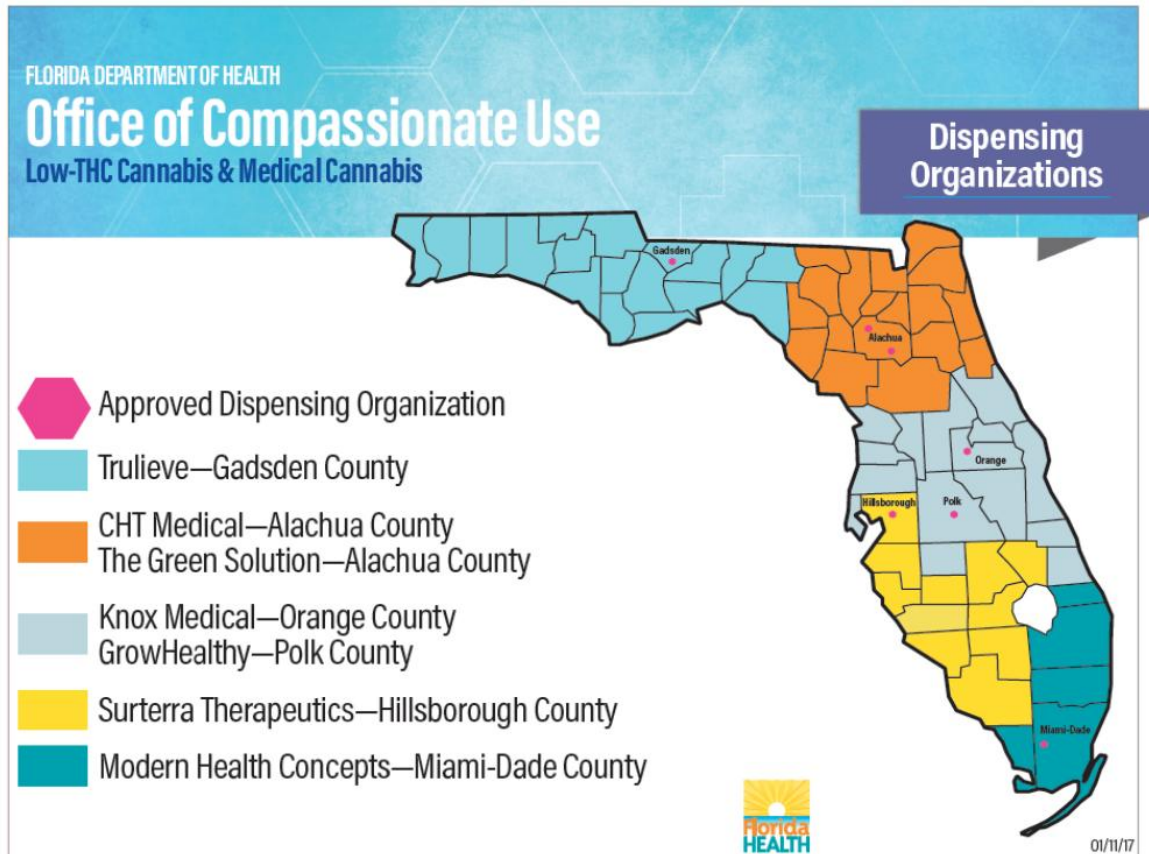 FLORIDA DEPARTMENT OF HEALTH
Office of Compassionate Use
Low-THC Cannabis & Medical Cannabis
Dispensing
Organizations
Gadsden
Alachua
Orange
Hillsborough
Polk
Miami-Dade
Approved Dispensing Organization
Trulieve—Gadsden County
CHT Medical—Alachua County
The Green Solution—Alachua County
Knox Medical—Orange County
GrowHealthy—Polk County
Surterra Therapeutics—Hillsborough County
Modern Health Concepts—Miami-Dade County
Florida
HEALTH
01/11/17